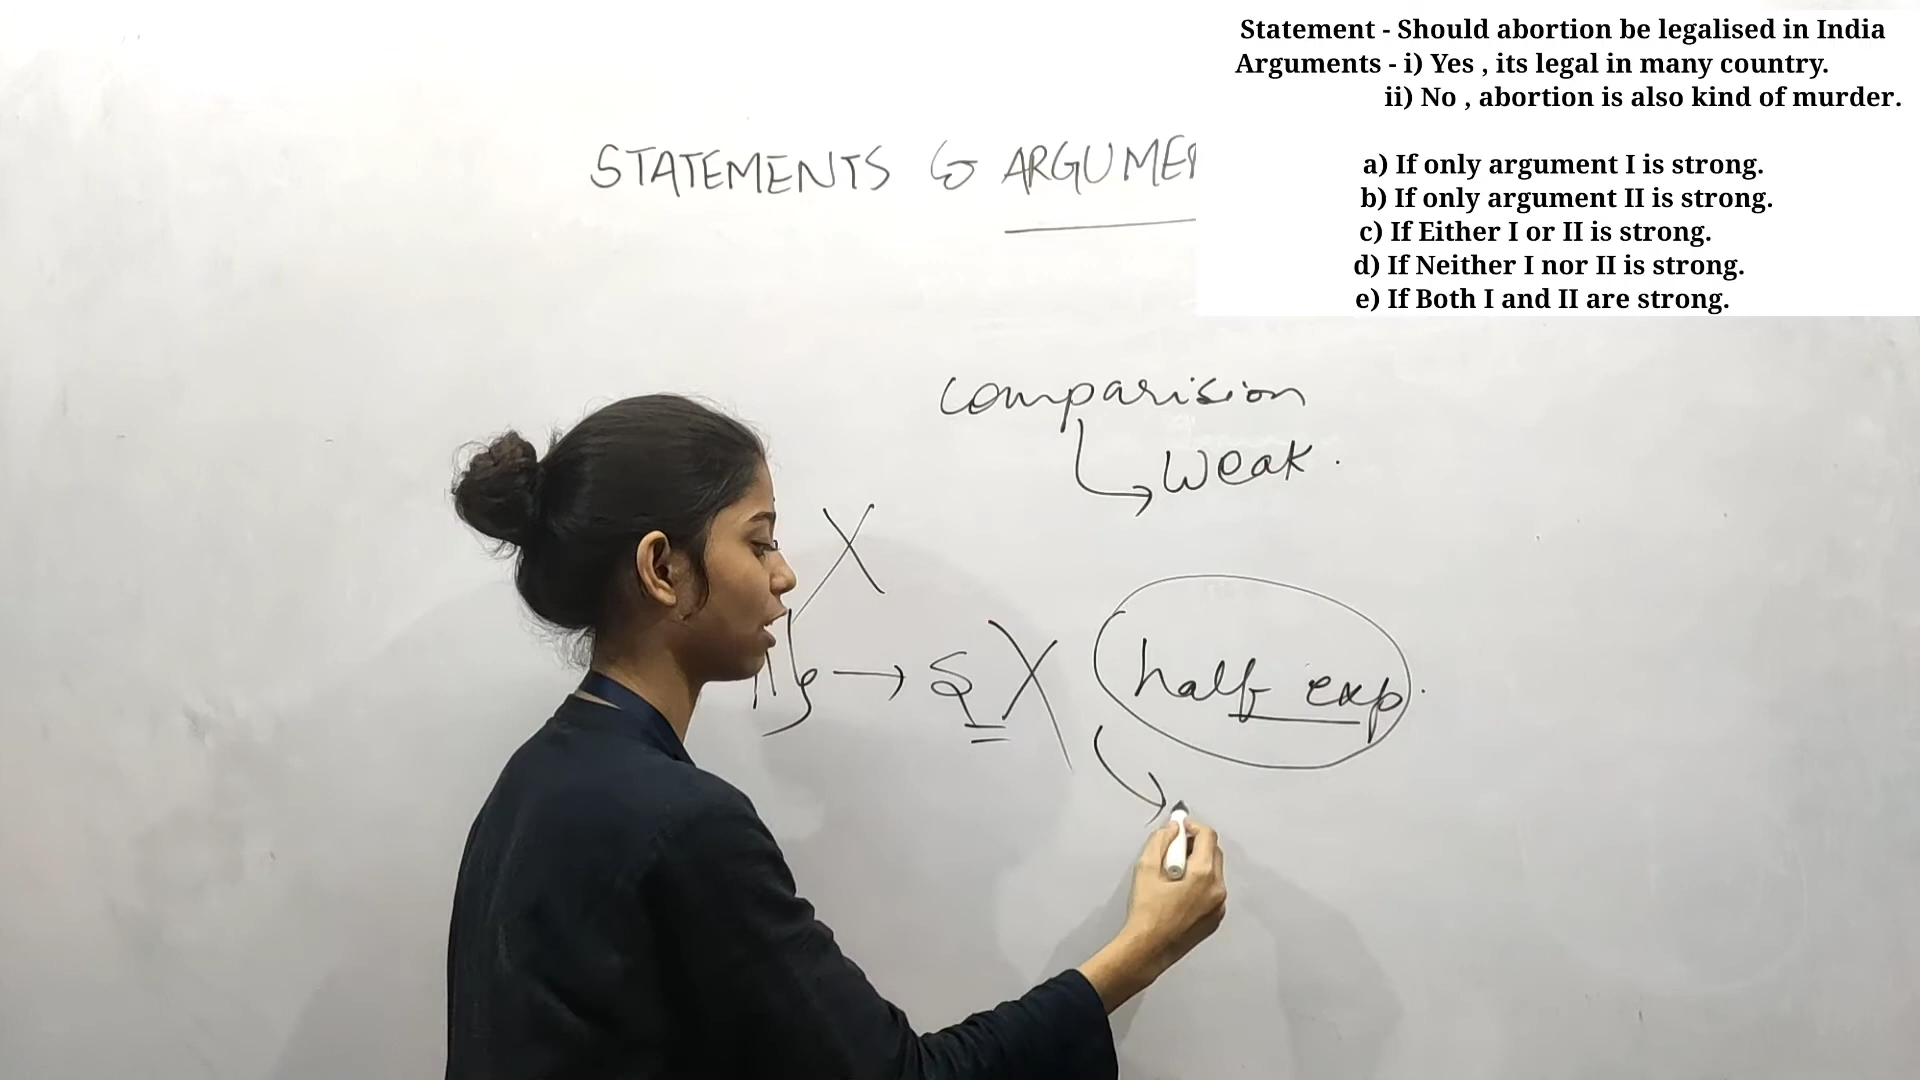 Statement - Should abortion be legalised in India
Arguments - i) Yes , its legal in many country.
ii) No , abortion is also kind of murder.
a) If only argument I is strong.
b) If only argument II is strong.
c) If Either I or II is strong.
d) If Neither I nor II is strong.
e) If Both I and II are strong.
STATEMENTS & ARGUMEN
comparision
weak.
half exp.